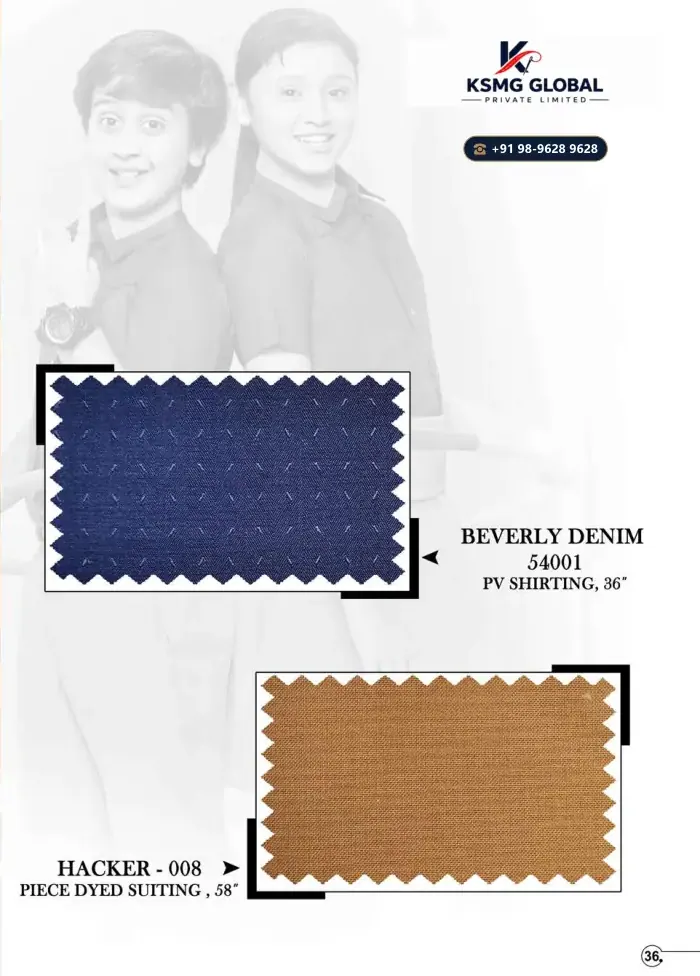 KSMG GLOBAL
PRIVATE LIMITED
+91 98-9628 9628
BEVERLY DENIM
54001
PV SHIRTING, 36"
HACKER - 008
PIECE DYED SUITING , 58"
36